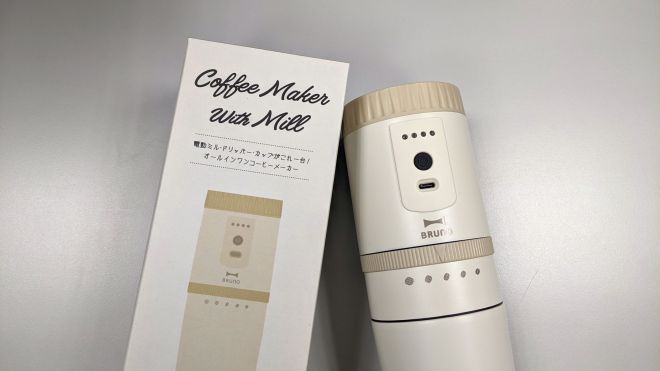 Coffee Maker
With Mill
電動ミル・ドリッパー・カップがこれ一台!
オールインワンコーヒーメーカー
BRUNO
BRUNO